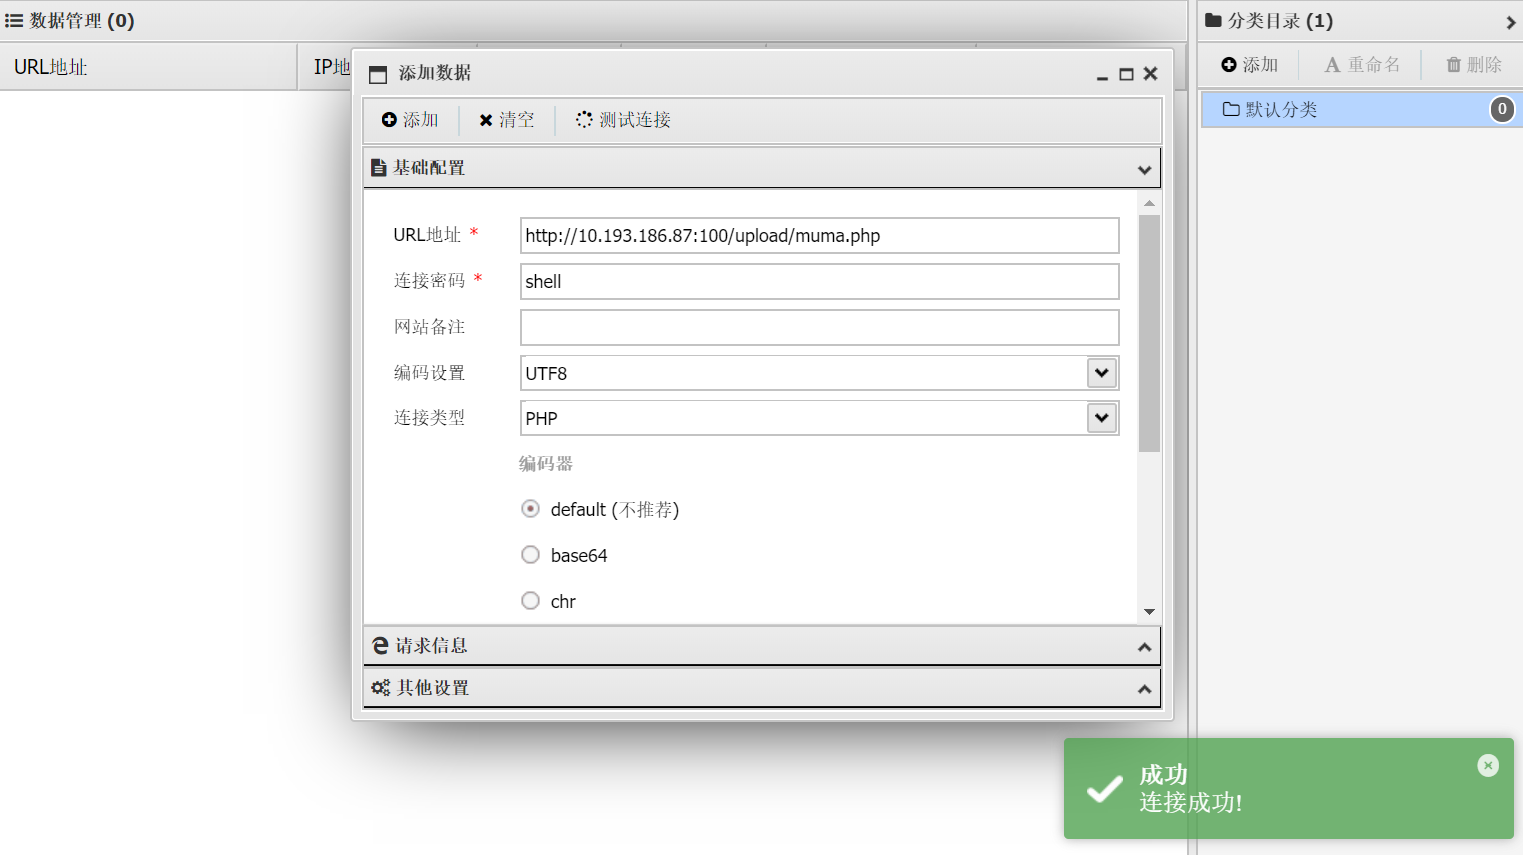 数据管理 (0)
分类目录 (1)
URL地址
IP地
添加数据
添加 重命名 删除
添加 清空 测试连接
默认分类 0
基础配置
URL地址 * http://10.193.186.87:100/upload/muma.php
连接密码 * shell
网站备注
编码设置 UTF8
连接类型 PHP
编码器
default (不推荐)
base64
chr
请求信息
其他设置
成功
连接成功!